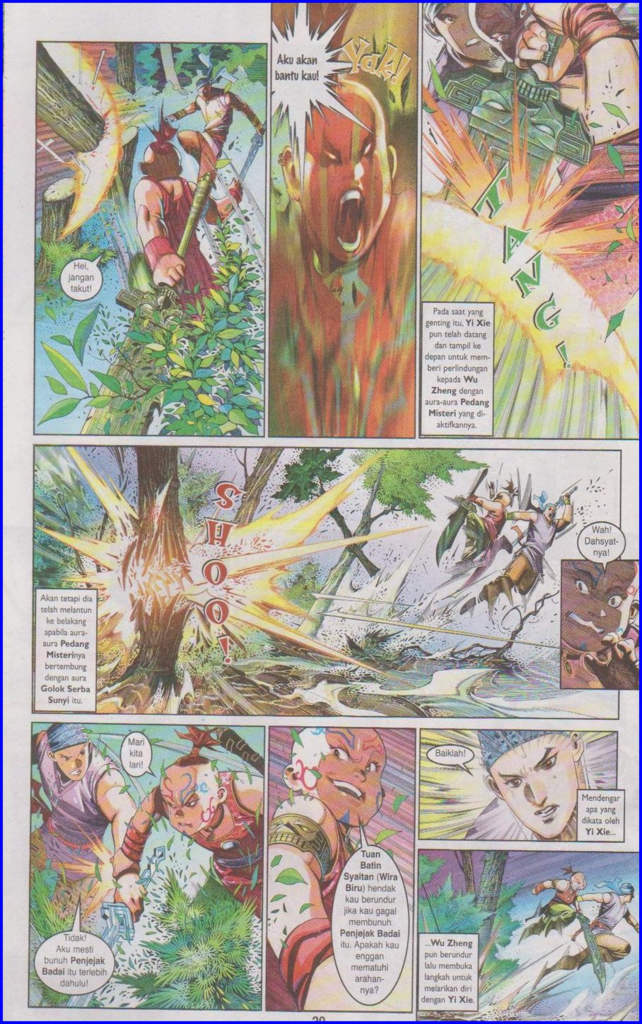 Hei,
jangan
takut!
Aku akan
bantu kau!
Yak!
TANG!
Pada saat yang
genting itu, Yi Xie
pun telah datang
dan tampil ke
depan untuk mem-
beri perlindungan
kepada Wu
Zheng dengan
aura-aura Pedang
Misteri yang di-
aktifkannya.
SHOO!
Akan tetapi dia
telah melantun
ke belakang
apabila aura-
aura Pedang
Misterinya
bertembung
dengan aura
Golok Serba
Sunyi itu.
Wah!
Dahsyat-
nya!
Mari
kita
lari!
Tidak!
Aku mesti
bunuh Penjejak
Badai itu terlebih
dahulu!
Tuan
Batin
Syaitan (Wira
Biru) hendak
kau berundur
jika kau gagal
membunuh
Penjejak Badai
itu. Apakah kau
enggan
mematuhi
arahan-
nya?
Baiklah!
Mendengar
apa yang
dikata oleh
Yi Xie...
...Wu Zheng
pun berundur
lalu membuka
langkah untuk
melarikan diri
dengan Yi Xie.